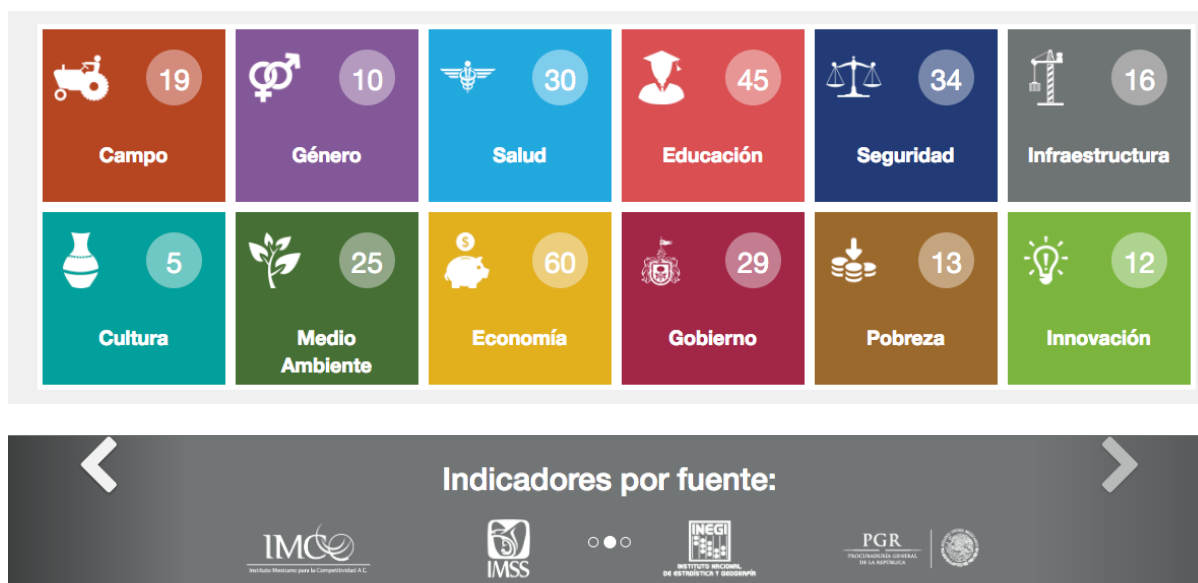 19
Campo
10
Género
30
Salud
45
Educación
34
Seguridad
16
Infraestructura
5
Cultura
25
Medio
Ambiente
$
60
Economía
29
Gobierno
13
Pobreza
12
Innovación
Indicadores por fuente:
IMCO
Instituto Mexicano para la Competitividad A.C.
IMSS
INEGI
INSTITUTO NACIONAL
DE ESTADÍSTICA Y GEOGRAFÍA
PGR
PROCURADURÍA GENERAL
DE LA REPÚBLICA